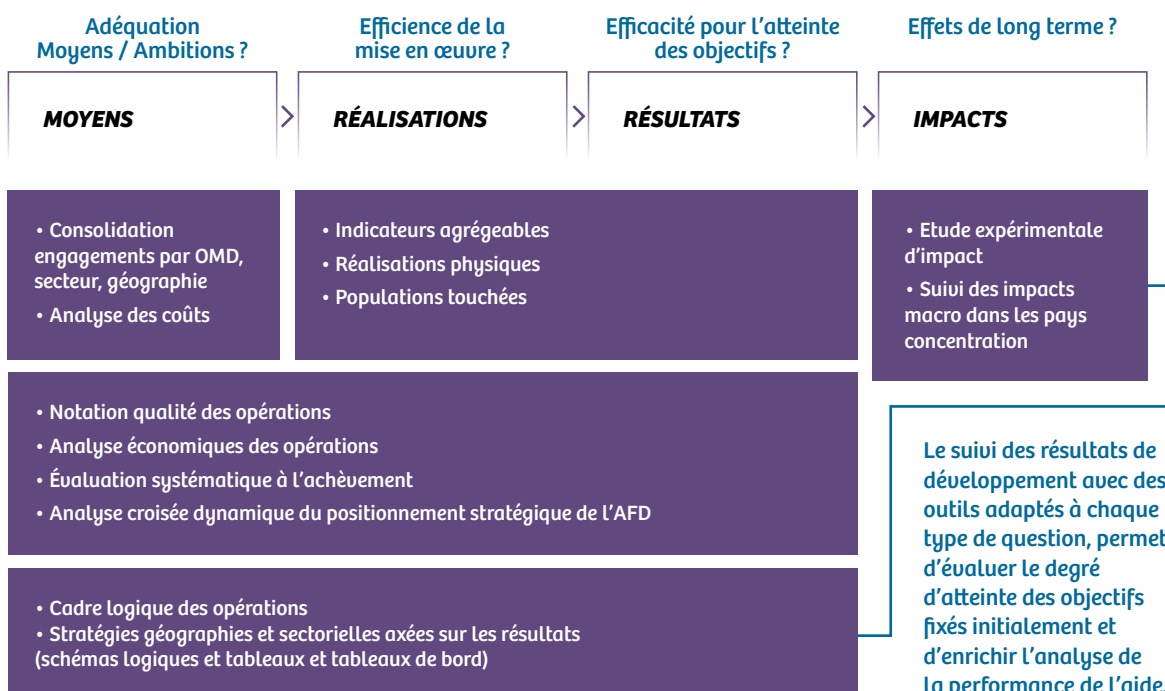 Adéquation
Moyens / Ambitions ?
Efficience de la
mise en œuvre ?
Efficacité pour l'atteinte
des objectifs ?
Effets de long terme ?
MOYENS
RÉALISATIONS
RÉSULTATS
IMPACTS
• Consolidation
engagements par OMD,
secteur, géographie
• Analyse des coûts
• Indicateurs agrégeables
• Réalisations physiques
• Populations touchées
• Etude expérimentale
d'impact
• Suivi des impacts
macro dans les pays
concentration
• Notation qualité des opérations
• Analyse économiques des opérations
• Évaluation systématique à l'achèvement
• Analyse croisée dynamique du positionnement stratégique de l'AFD
• Cadre logique des opérations
• Stratégies géographies et sectorielles axées sur les résultats
(schémas logiques et tableaux et tableaux de bord)
Le suivi des résultats de
développement avec des
outils adaptés à chaque
type de question, permet
d'évaluer le degré
d'atteinte des objectifs
fixés initialement et
d'enrichir l'analyse de
la performance de l'aide.